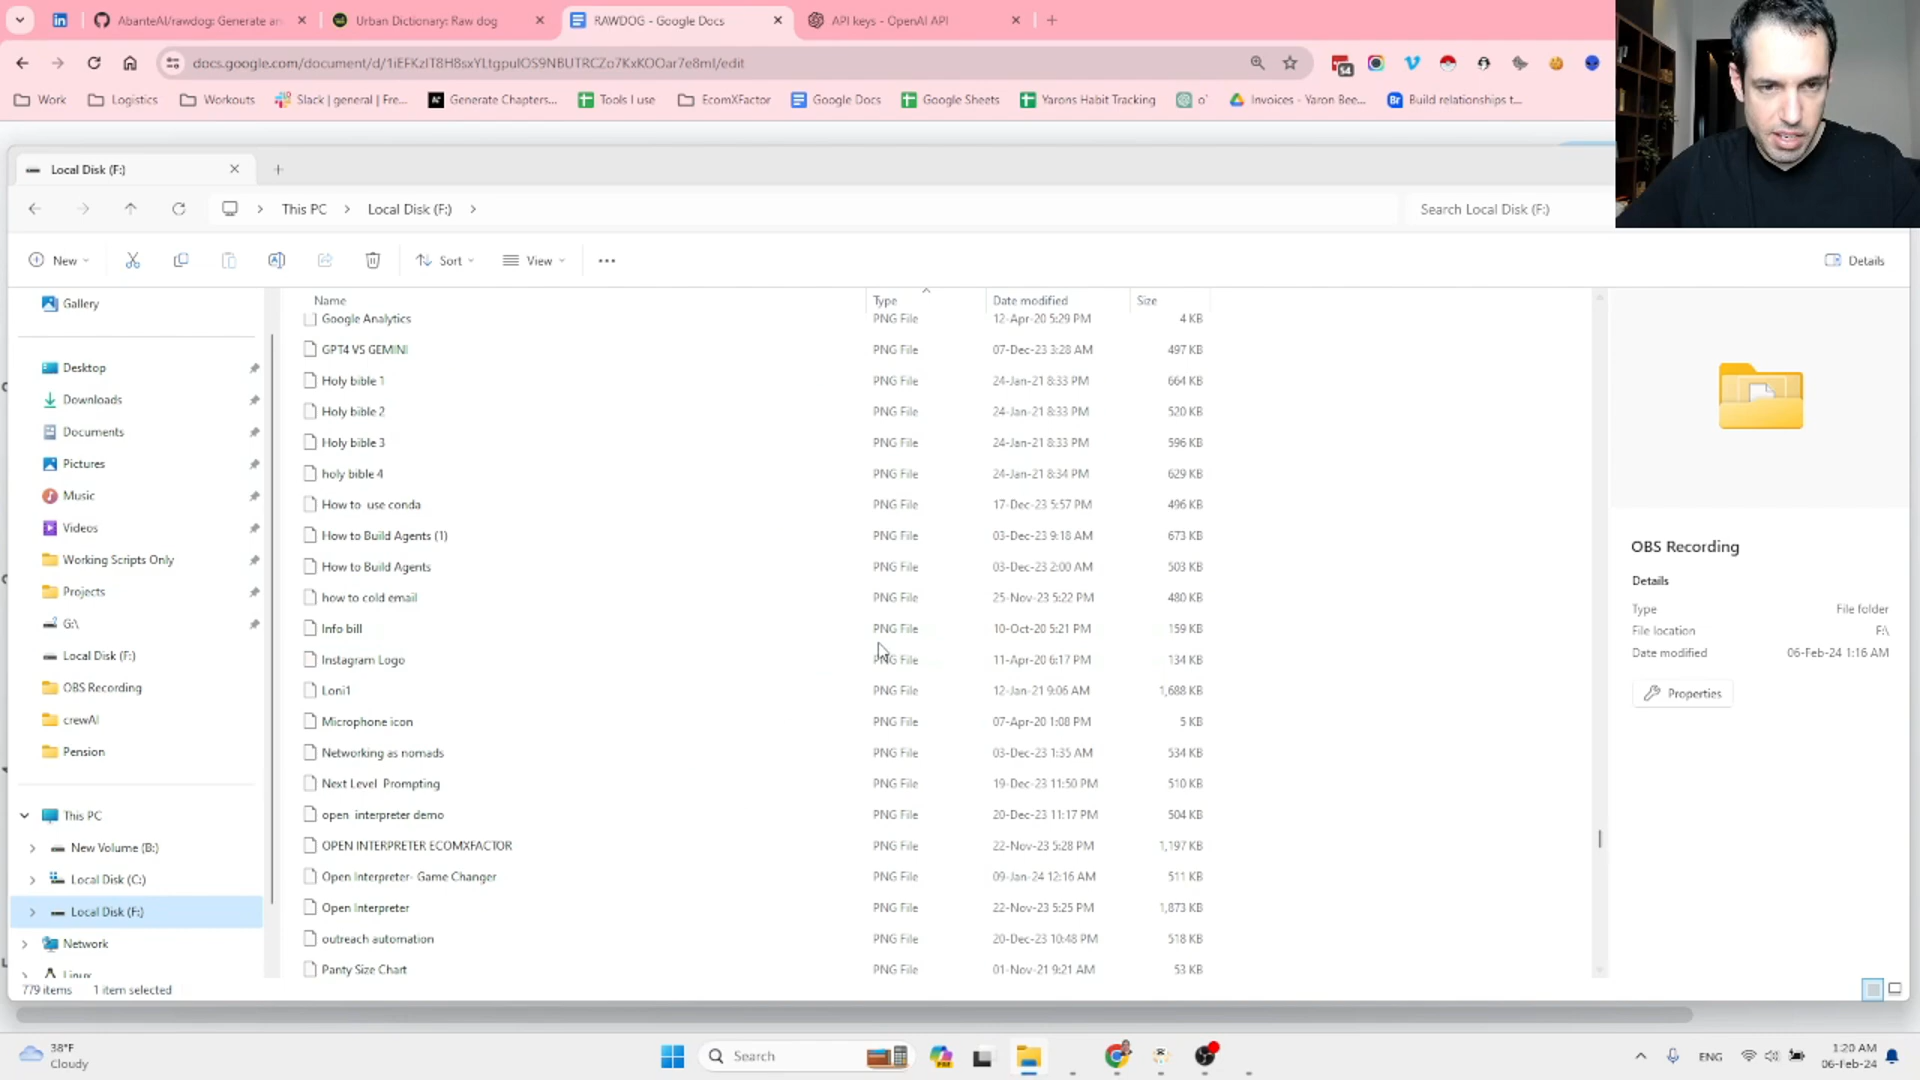 AbanteAI/rawdog: Generate an
Urban Dictionary: Raw dog
RAWDOG - Google Docs
API keys - OpenAI API
docs.google.com/document/d/1iEFKzIT8H8sxYLtgpulOS9NBUTRCZo7KxKOOar7e8mI/edit
Work
Logistics
Workouts
Slack | general | Fre...
Generate Chapters...
Tools I use
EcomXFactor
Google Docs
Google Sheets
Yarons Habit Tracking
Invoices - Yaron Bee...
Build relationships t...
Local Disk (F:)
This PC > Local Disk (F:) >
Search Local Disk (F:)
New
Sort
View
Details
Gallery
Desktop
Downloads
Documents
Pictures
Music
Videos
Working Scripts Only
Projects
G:\
Local Disk (F:)
OBS Recording
crewAI
Pension
This PC
New Volume (B:)
Local Disk (C:)
Local Disk (F:)
Network
Linux
Name Type Date modified Size
Google Analytics PNG File 12-Apr-20 5:29 PM 4 KB
GPT4 VS GEMINI PNG File 07-Dec-23 3:28 AM 497 KB
Holy bible 1 PNG File 24-Jan-21 8:33 PM 664 KB
Holy bible 2 PNG File 24-Jan-21 8:33 PM 520 KB
Holy bible 3 PNG File 24-Jan-21 8:33 PM 596 KB
holy bible 4 PNG File 24-Jan-21 8:34 PM 629 KB
How to use conda PNG File 17-Dec-23 5:57 PM 496 KB
How to Build Agents (1) PNG File 03-Dec-23 9:18 AM 673 KB
How to Build Agents PNG File 03-Dec-23 2:00 AM 503 KB
how to cold email PNG File 25-Nov-23 5:22 PM 480 KB
Info bill PNG File 10-Oct-20 5:21 PM 159 KB
Instagram Logo PNG File 11-Apr-20 6:17 PM 134 KB
Loni1 PNG File 12-Jan-21 9:06 AM 1,688 KB
Microphone icon PNG File 07-Apr-20 1:08 PM 5 KB
Networking as nomads PNG File 03-Dec-23 1:35 AM 534 KB
Next Level Prompting PNG File 19-Dec-23 11:50 PM 510 KB
open interpreter demo PNG File 20-Dec-23 11:17 PM 504 KB
OPEN INTERPRETER ECOMXFACTOR PNG File 22-Nov-23 5:28 PM 1,197 KB
Open Interpreter- Game Changer PNG File 09-Jan-24 12:16 AM 511 KB
Open Interpreter PNG File 22-Nov-23 5:25 PM 1,873 KB
outreach automation PNG File 20-Dec-23 10:48 PM 518 KB
Panty Size Chart PNG File 01-Nov-21 9:21 AM 53 KB
OBS Recording
Details
Type File folder
File location F:\
Date modified 06-Feb-24 1:16 AM
Properties
779 items 1 item selected
38°F
Cloudy
Search
ENG
1:20 AM
06-Feb-24